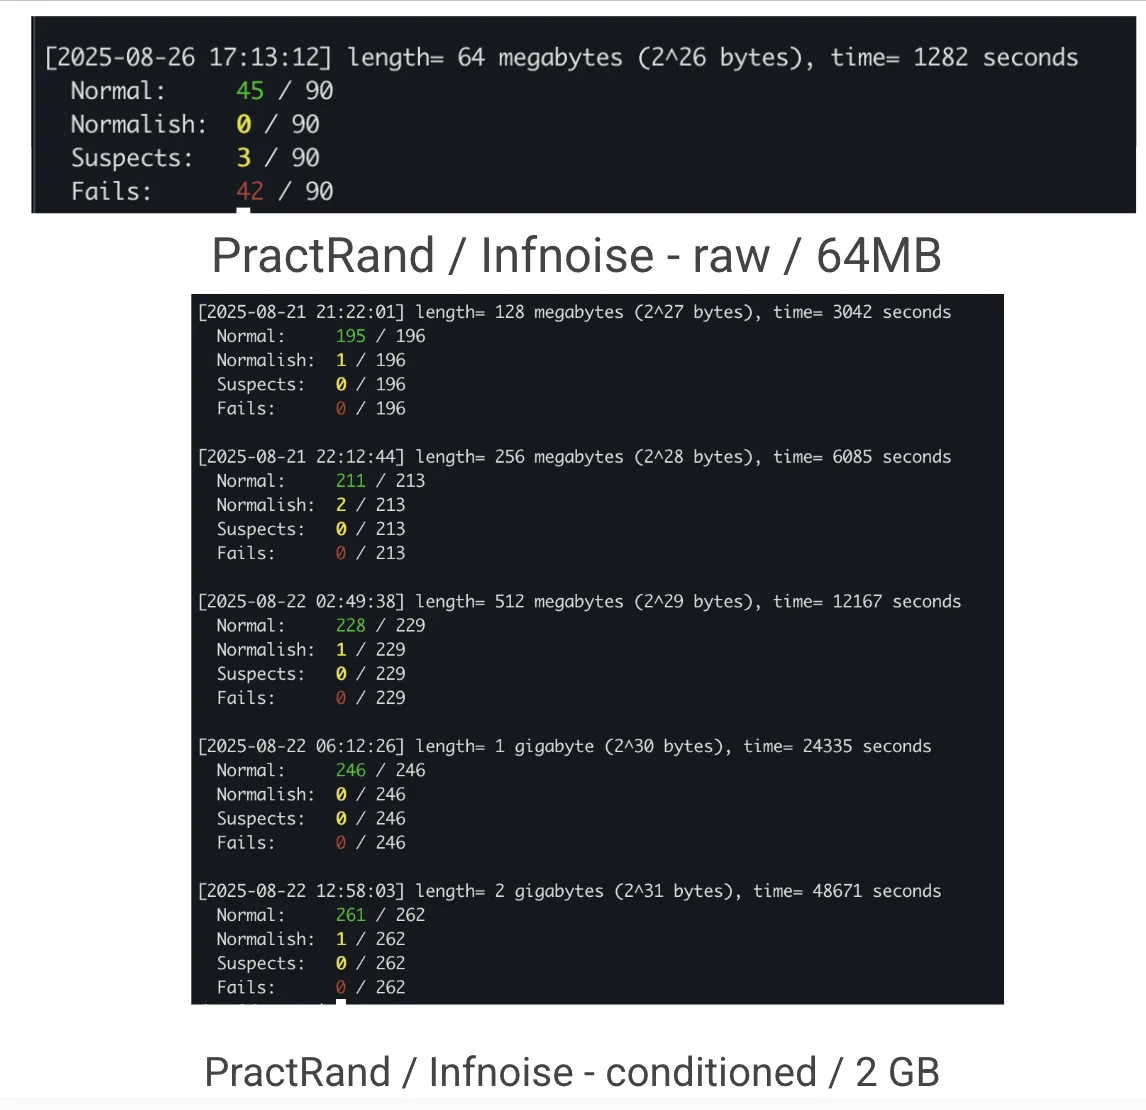 [2025-08-26 17:13:12] length= 64 megabytes (2^26 bytes), time= 1282 seconds
Normal: 45 / 90
Normalish: 0 / 90
Suspects: 3 / 90
Fails: 42 / 90
PractRand / Infnoise - raw / 64MB
[2025-08-21 21:22:01] length= 128 megabytes (2^27 bytes), time= 3042 seconds
Normal: 195 / 196
Normalish: 1 / 196
Suspects: 0 / 196
Fails: 0 / 196
[2025-08-21 22:12:44] length= 256 megabytes (2^28 bytes), time= 6085 seconds
Normal: 211 / 213
Normalish: 2 / 213
Suspects: 0 / 213
Fails: 0 / 213
[2025-08-22 02:49:38] length= 512 megabytes (2^29 bytes), time= 12167 seconds
Normal: 228 / 229
Normalish: 1 / 229
Suspects: 0 / 229
Fails: 0 / 229
[2025-08-22 06:12:26] length= 1 gigabyte (2^30 bytes), time= 24335 seconds
Normal: 246 / 246
Normalish: 0 / 246
Suspects: 0 / 246
Fails: 0 / 246
[2025-08-22 12:58:03] length= 2 gigabytes (2^31 bytes), time= 48671 seconds
Normal: 261 / 262
Normalish: 1 / 262
Suspects: 0 / 262
Fails: 0 / 262
PractRand / Infnoise - conditioned / 2 GB